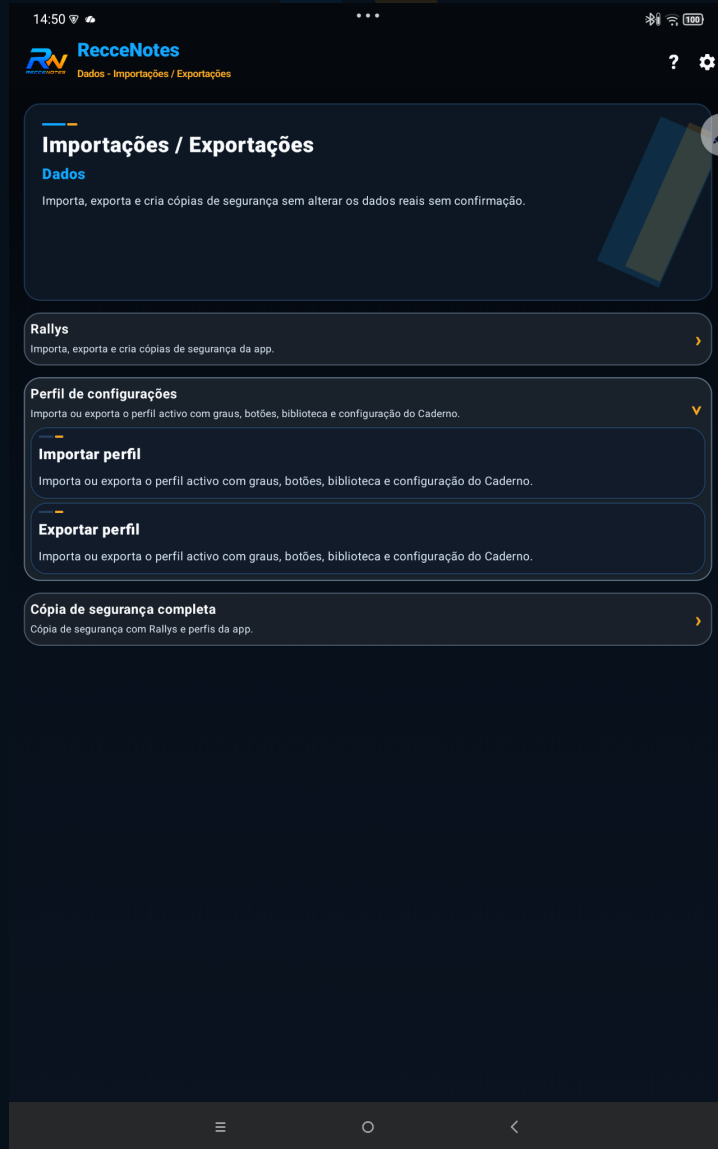 14:50
100
RecceNotes
RECCENOTES
Dados - Importações / Exportações
?
Importações / Exportações
Dados
Importa, exporta e cria cópias de segurança sem alterar os dados reais sem confirmação.
Rallys
Importa, exporta e cria cópias de segurança da app.
Perfil de configurações
Importa ou exporta o perfil activo com graus, botões, biblioteca e configuração do Caderno.
Importar perfil
Importa ou exporta o perfil activo com graus, botões, biblioteca e configuração do Caderno.
Exportar perfil
Importa ou exporta o perfil activo com graus, botões, biblioteca e configuração do Caderno.
Cópia de segurança completa
Cópia de segurança com Rallys e perfis da app.